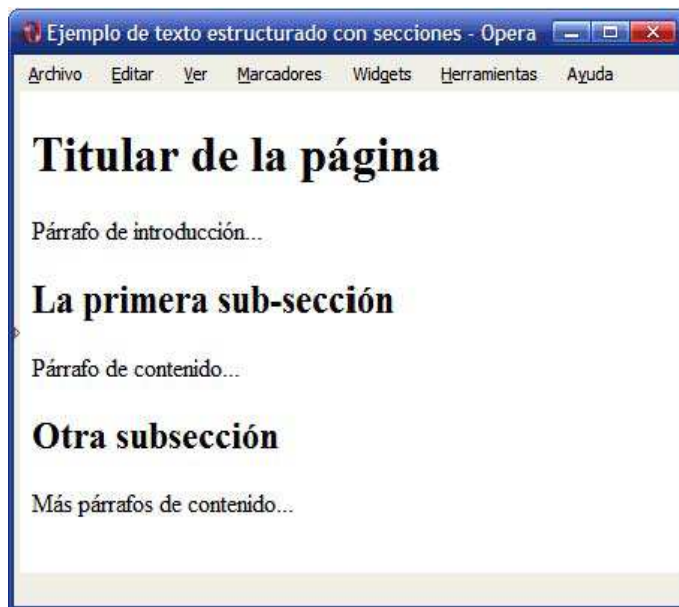 Ejemplo de texto estructurado con secciones - Opera
Archivo Editar Ver Marcadores Widgets Herramientas Ayuda
Titular de la página
Párrafo de introducción...
La primera sub-sección
Párrafo de contenido...
Otra subsección
Más párrafos de contenido...